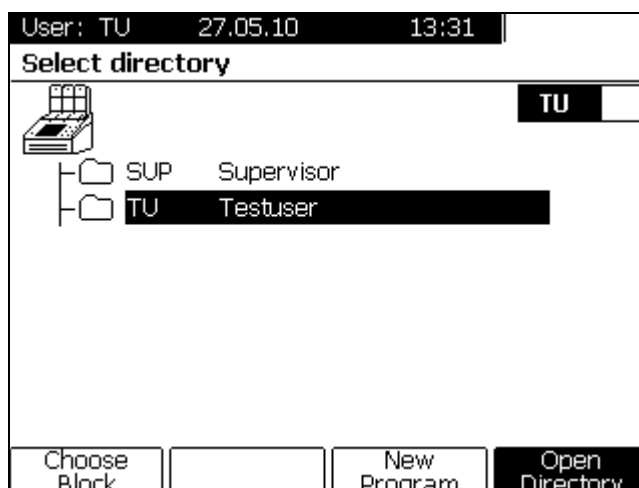 User: TU 27.05.10 13:31
Select directory
TU
SUP Supervisor
TU Testuser
Choose Block
New Program
Open Directory